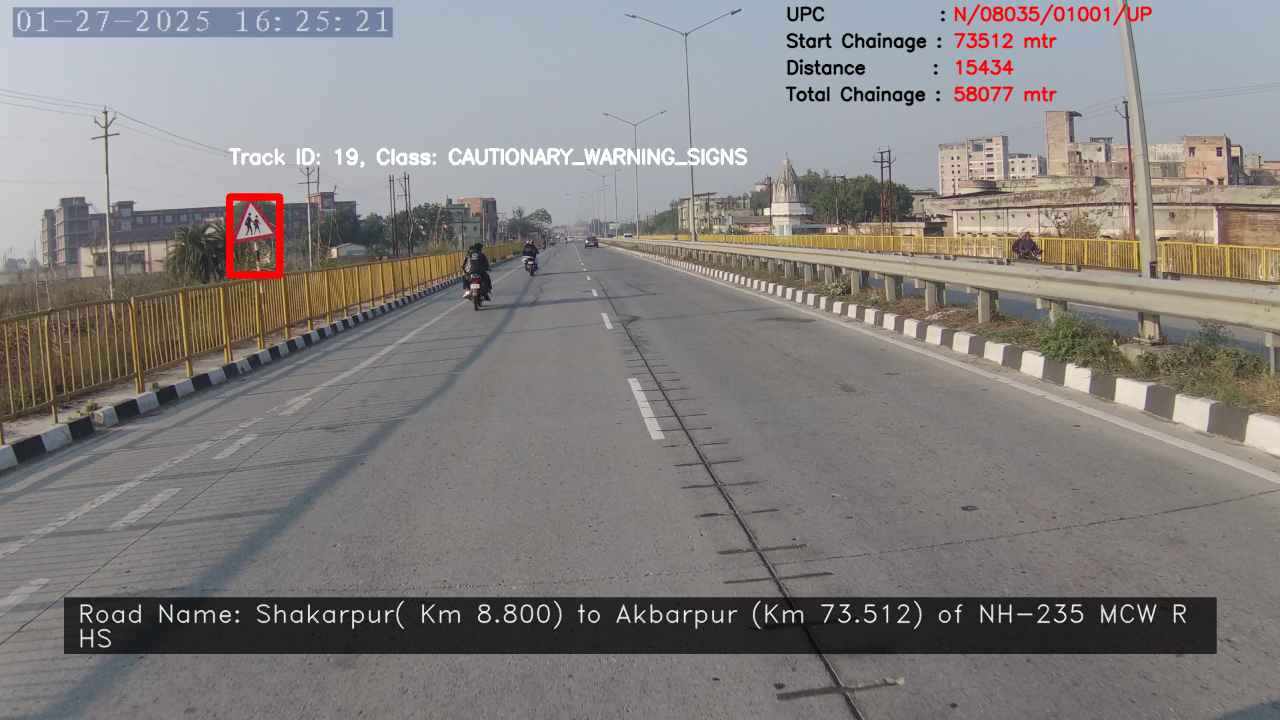 01-27-2025 16:25:21
UPC : N/08035/01001/UP
Start Chainage : 73512 mtr
Distance : 15434
Total Chainage : 58077 mtr
Track ID: 19, Class: CAUTIONARY_WARNING_SIGNS
Road Name: Shakarpur( Km 8.800) to Akbarpur (Km 73.512) of NH-235 MCW R
HS